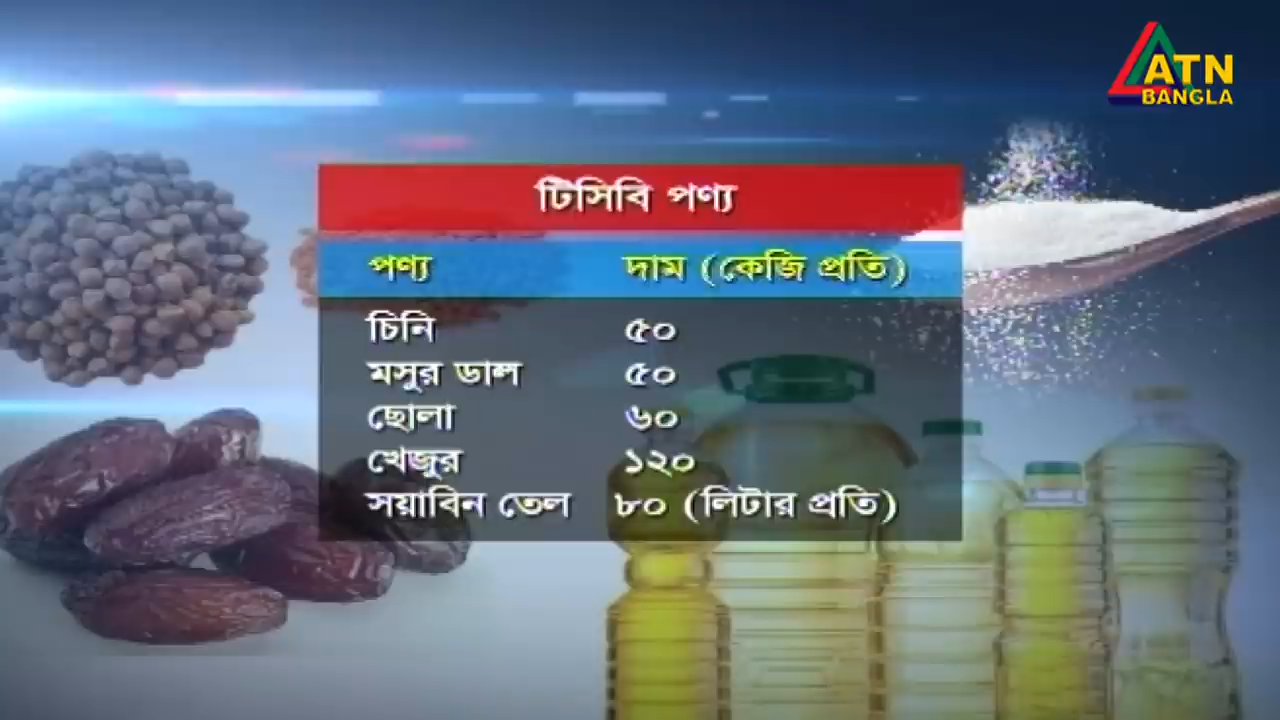 ATN
BANGLA
টিসিবি পণ্য
পণ্য দাম (কেজি প্রতি)
চিনি ৫০
মসুর ডাল ৫০
ছোলা ৬০
খেজুর ১২০
সয়াবিন তেল ৮০ (লিটার প্রতি)